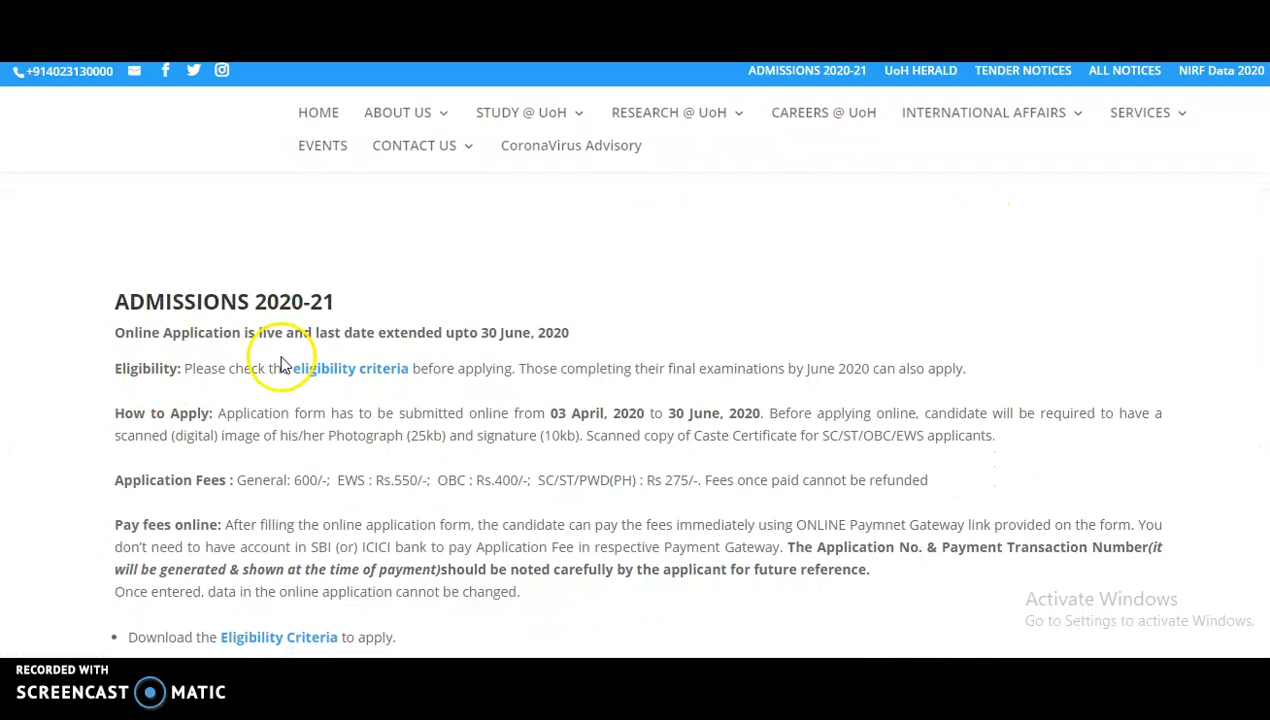 +914023130000 ADMISSIONS 2020-21 UoH HERALD TENDER NOTICES ALL NOTICES NIRF Data 2020
HOME ABOUT US STUDY @ UoH RESEARCH @ UoH CAREERS @ UoH INTERNATIONAL AFFAIRS SERVICES
EVENTS CONTACT US CoronaVirus Advisory
ADMISSIONS 2020-21
Online Application is live and last date extended upto 30 June, 2020
Eligibility: Please check the eligibility criteria before applying. Those completing their final examinations by June 2020 can also apply.
How to Apply: Application form has to be submitted online from 03 April, 2020 to 30 June, 2020. Before applying online, candidate will be required to have a
scanned (digital) image of his/her Photograph (25kb) and signature (10kb). Scanned copy of Caste Certificate for SC/ST/OBC/EWS applicants.
Application Fees : General: 600/-; EWS : Rs.550/-; OBC : Rs.400/-; SC/ST/PWD(PH) : Rs 275/-. Fees once paid cannot be refunded
Pay fees online: After filling the online application form, the candidate can pay the fees immediately using ONLINE Paymnet Gateway link provided on the form. You
don't need to have account in SBI (or) ICICI bank to pay Application Fee in respective Payment Gateway. The Application No. & Payment Transaction Number(it
will be generated & shown at the time of payment)should be noted carefully by the applicant for future reference.
Once entered, data in the online application cannot be changed.
Activate Windows
Go to Settings to activate Windows.
• Download the Eligibility Criteria to apply.
RECORDED WITH
SCREENCAST MATIC